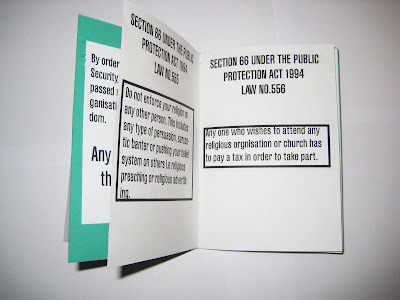 By order
Security,
passed
ganisati
dom.
Any
th
SECTION 66 UNDER THE PUBLIC
PROTECTION ACT 1994
LAW NO.555
Do not enforce your religion on
any other person. This includes
any type of persuasion, sarcas-
tic banter or pushing your belief
system on others i.e religious
preaching or religious advertis-
ing.
SECTION 66 UNDER THE PUBLIC
PROTECTION ACT 1994
LAW NO.556
Any one who wishes to attend any
religious orgnisation or church has
to pay a tax in order to take part.